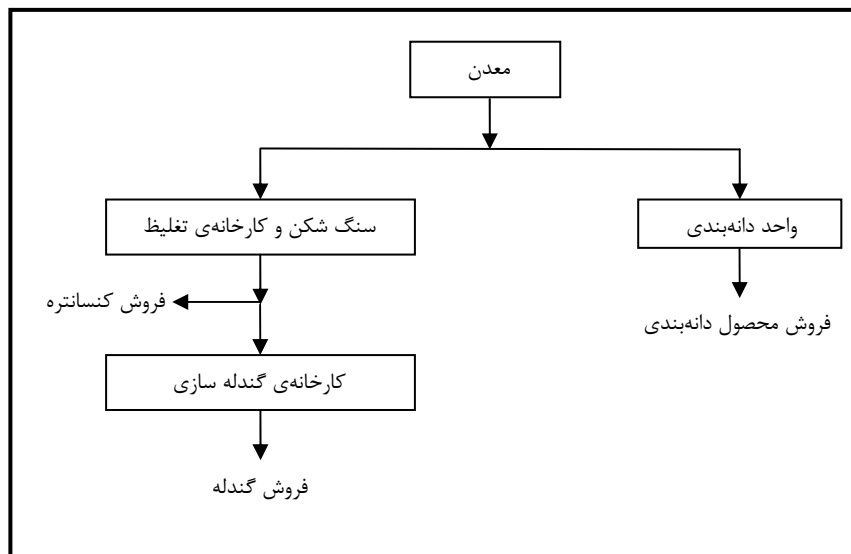 معدن
سنگ شکن و کارخانه‌ی تغلیظ
واحد دانه‌بندی
فروش کنسانتره
فروش محصول دانه‌بندی
کارخانه‌ی گندله سازی
فروش گندله